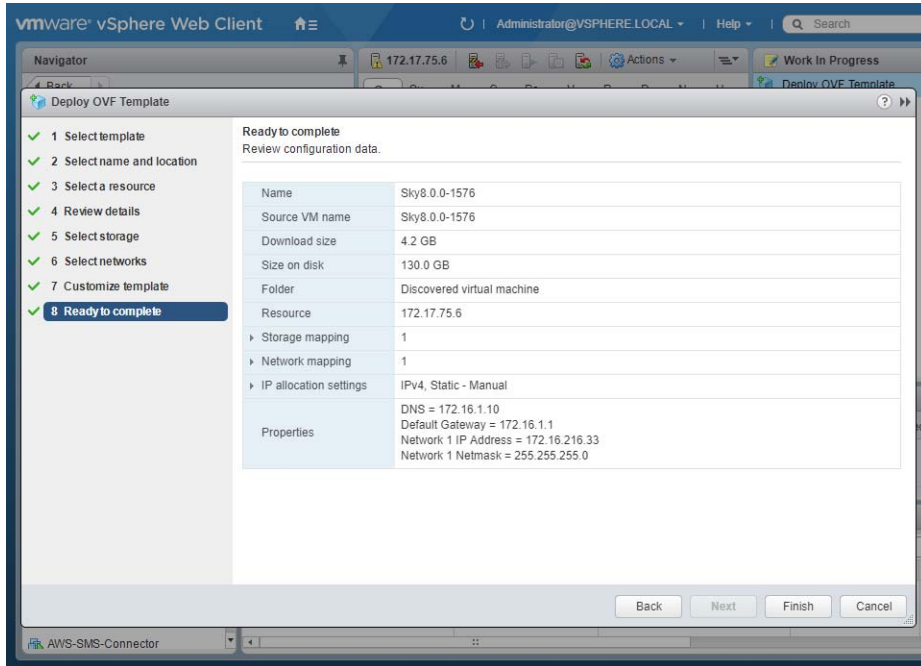 vmware® vSphere Web Client
Administrator@VSPHERE.LOCAL | Help | Search
Navigator
172.17.75.6
Actions
Work In Progress
Back
Deploy OVF Template
Deploy OVF Template
1 Select template
2 Select name and location
3 Select a resource
4 Review details
5 Select storage
6 Select networks
7 Customize template
8 Ready to complete
Ready to complete
Review configuration data.
Name Sky8.0.0-1576
Source VM name Sky8.0.0-1576
Download size 4.2 GB
Size on disk 130.0 GB
Folder Discovered virtual machine
Resource 172.17.75.6
Storage mapping 1
Network mapping 1
IP allocation settings IPv4, Static - Manual
Properties
DNS = 172.16.1.10
Default Gateway = 172.16.1.1
Network 1 IP Address = 172.16.216.33
Network 1 Netmask = 255.255.255.0
Back Next Finish Cancel
AWS-SMS-Connector